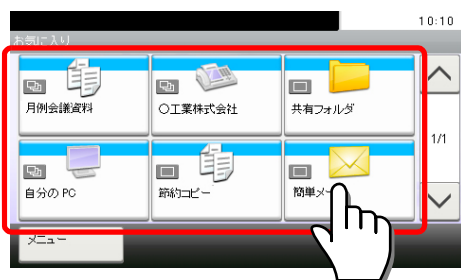 10:10
お気に入り
月例会議資料
〇工業株式会社
共有フォルダ
1/1
自分の PC
節約コピー
簡単メ
メニュー